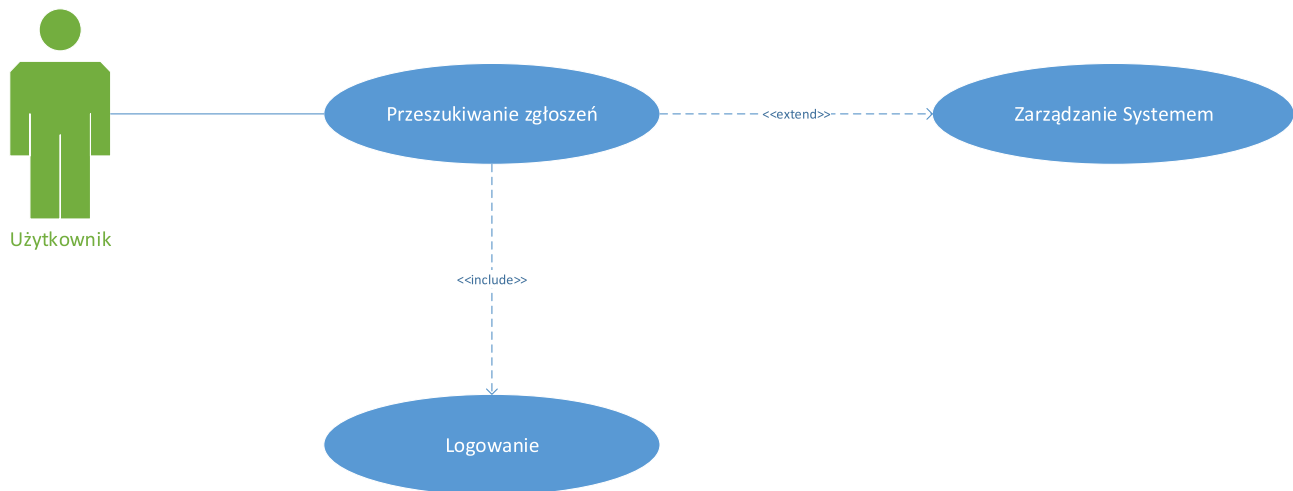 Przeszukiwanie zgłoszeń
<<extend>>
Zarządzanie Systemem
Użytkownik
<<include>>
Logowanie